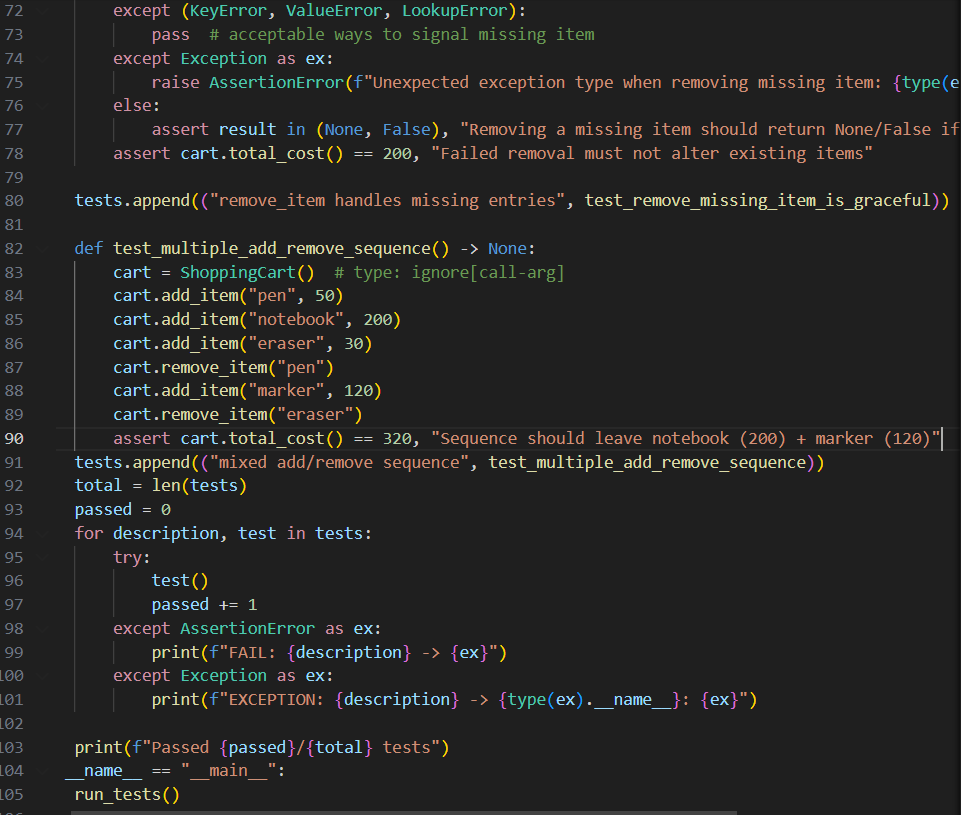 72 except (KeyError, ValueError, LookupError):
73 pass  # acceptable ways to signal missing item
74 except Exception as ex:
75 raise AssertionError(f"Unexpected exception type when removing missing item: {type(e
76 else:
77 assert result in (None, False), "Removing a missing item should return None/False if
78 assert cart.total_cost() == 200, "Failed removal must not alter existing items"
79
80 tests.append(("remove_item handles missing entries", test_remove_missing_item_is_graceful))
81
82 def test_multiple_add_remove_sequence() -> None:
83 cart = ShoppingCart()  # type: ignore[call-arg]
84 cart.add_item("pen", 50)
85 cart.add_item("notebook", 200)
86 cart.add_item("eraser", 30)
87 cart.remove_item("pen")
88 cart.add_item("marker", 120)
89 cart.remove_item("eraser")
90 assert cart.total_cost() == 320, "Sequence should leave notebook (200) + marker (120)"
91 tests.append(("mixed add/remove sequence", test_multiple_add_remove_sequence))
92 total = len(tests)
93 passed = 0
94 for description, test in tests:
95 try:
96 test()
97 passed += 1
98 except AssertionError as ex:
99 print(f"FAIL: {description} -> {ex}")
100 except Exception as ex:
101 print(f"EXCEPTION: {description} -> {type(ex).__name__}: {ex}")
102
103 print(f"Passed {passed}/{total} tests")
104 __name__ == "__main__":
105 run_tests()